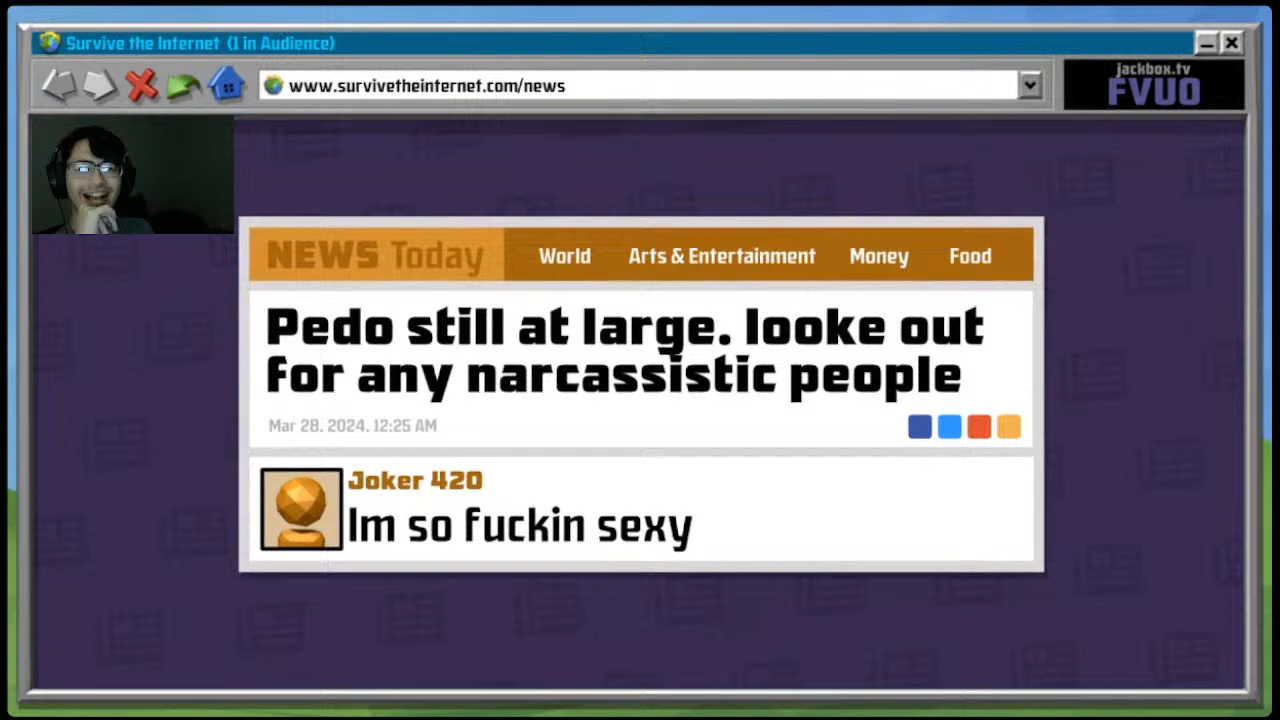 Survive the Internet (1 in Audience)
www.survivetheinternet.com/news
jackbox.tv
FVUO
NEWS Today World Arts & Entertainment Money Food
Pedo still at large. looke out
for any narcassistic people
Mar 28, 2024, 12:25 AM
Joker 420
Im so fuckin sexy